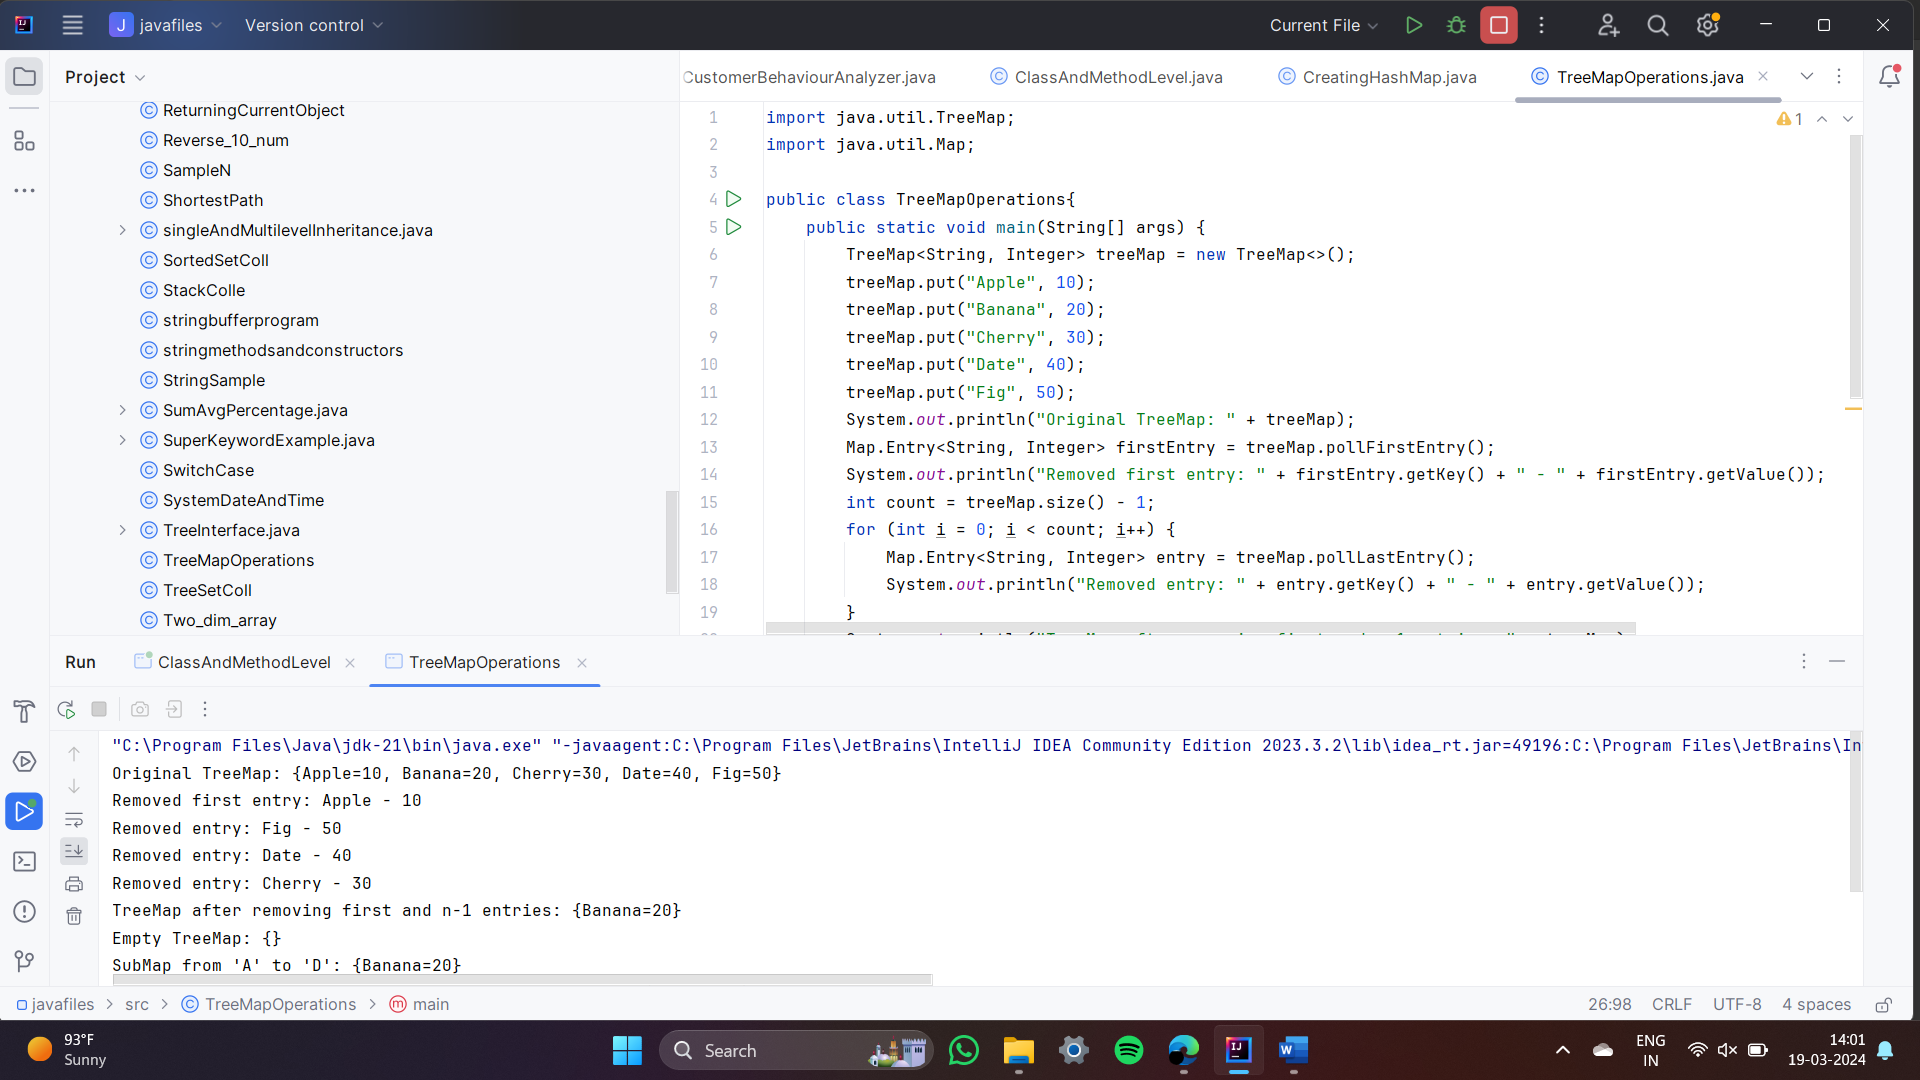 J javafiles Version control Current File
Project
CustomerBehaviourAnalyzer.java ClassAndMethodLevel.java CreatingHashMap.java TreeMapOperations.java
ReturningCurrentObject
Reverse_10_num
SampleN
ShortestPath
singleAndMultilevelInheritance.java
SortedSetColl
StackColle
stringbufferprogram
stringmethodsandconstructors
StringSample
SumAvgPercentage.java
SuperKeywordExample.java
SwitchCase
SystemDateAndTime
TreeInterface.java
TreeMapOperations
TreeSetColl
Two_dim_array
1 import java.util.TreeMap;
2 import java.util.Map;
3
4 public class TreeMapOperations{
5 public static void main(String[] args) {
6 TreeMap<String, Integer> treeMap = new TreeMap<>();
7 treeMap.put("Apple", 10);
8 treeMap.put("Banana", 20);
9 treeMap.put("Cherry", 30);
10 treeMap.put("Date", 40);
11 treeMap.put("Fig", 50);
12 System.out.println("Original TreeMap: " + treeMap);
13 Map.Entry<String, Integer> firstEntry = treeMap.pollFirstEntry();
14 System.out.println("Removed first entry: " + firstEntry.getKey() + " - " + firstEntry.getValue());
15 int count = treeMap.size() - 1;
16 for (int i = 0; i < count; i++) {
17 Map.Entry<String, Integer> entry = treeMap.pollLastEntry();
18 System.out.println("Removed entry: " + entry.getKey() + " - " + entry.getValue());
19 }
1
Run ClassAndMethodLevel TreeMapOperations
"C:\Program Files\Java\jdk-21\bin\java.exe" "-javaagent:C:\Program Files\JetBrains\IntelliJ IDEA Community Edition 2023.3.2\lib\idea_rt.jar=49196:C:\Program Files\JetBrains\In
Original TreeMap: {Apple=10, Banana=20, Cherry=30, Date=40, Fig=50}
Removed first entry: Apple - 10
Removed entry: Fig - 50
Removed entry: Date - 40
Removed entry: Cherry - 30
TreeMap after removing first and n-1 entries: {Banana=20}
Empty TreeMap: {}
SubMap from 'A' to 'D': {Banana=20}
javafiles > src > TreeMapOperations > main 26:98 CRLF UTF-8 4 spaces
93°F
Sunny
Search
ENG
IN
14:01
19-03-2024